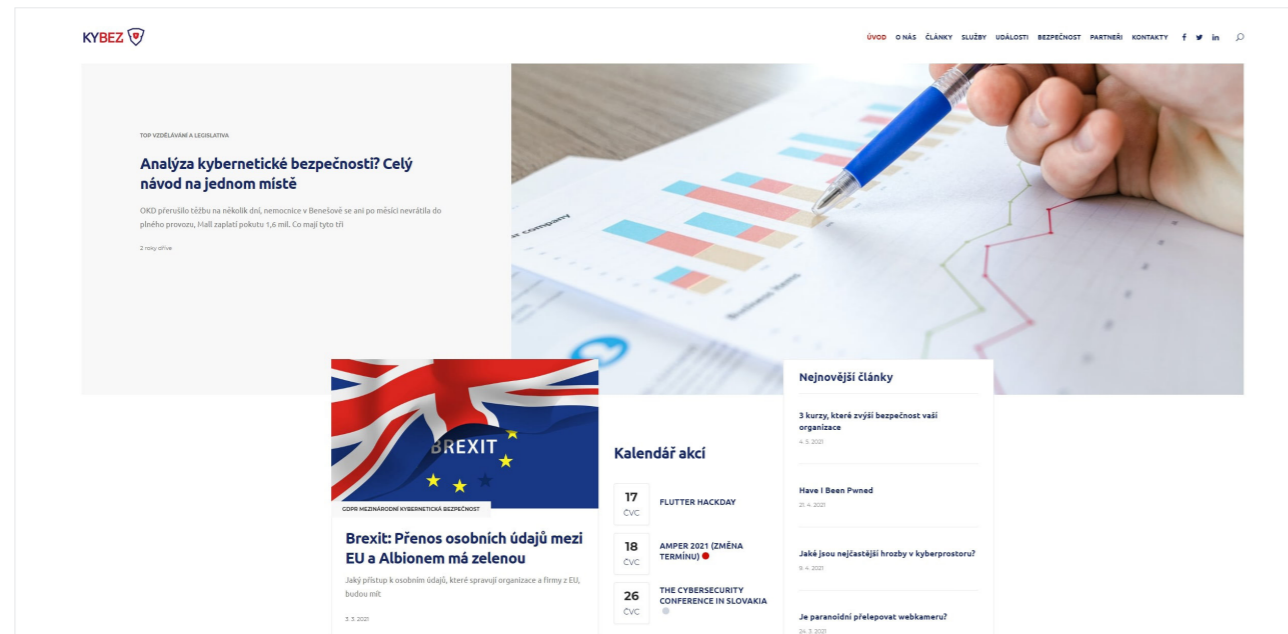 KYBEZ
ÚVOD O NÁS ČLÁNKY SLUŽBY UDÁLOSTI BEZPEČNOST PARTNEŘI KONTAKTY
TOP VZDĚLÁVÁNÍ A LEGISLATIVA
Analýza kybernetické bezpečnosti? Celý
návod na jednom místě
OKD přerušilo těžbu na několik dní, nemocnice v Benešově se ani po měsíci nevrátila do
plného provozu, Mall zaplatí pokutu 1,6 mil. Co mají tyto tři
2 roky dříve
company
Business Items
BREXIT
GDPR MEZINÁRODNÍ KYBERNETICKÁ BEZPEČNOST
Brexit: Přenos osobních údajů mezi
EU a Albionem má zelenou
Jaký přístup k osobním údajů, které spravují organizace a firmy z EU,
budou mít
3. 3. 2021
Kalendář akcí
17
ČVC
FLUTTER HACKDAY
18
ČVC
AMPER 2021 (ZMĚNA
TERMÍNU)
26
ČVC
THE CYBERSECURITY
CONFERENCE IN SLOVAKIA
Nejnovější články
3 kurzy, které zvýší bezpečnost vaší
organizace
4. 5. 2021
Have I Been Pwned
21. 4. 2021
Jaké jsou nejčastější hrozby v kyberprostoru?
9. 4. 2021
Je paranoidní přelepovat webkameru?
24. 3. 2021